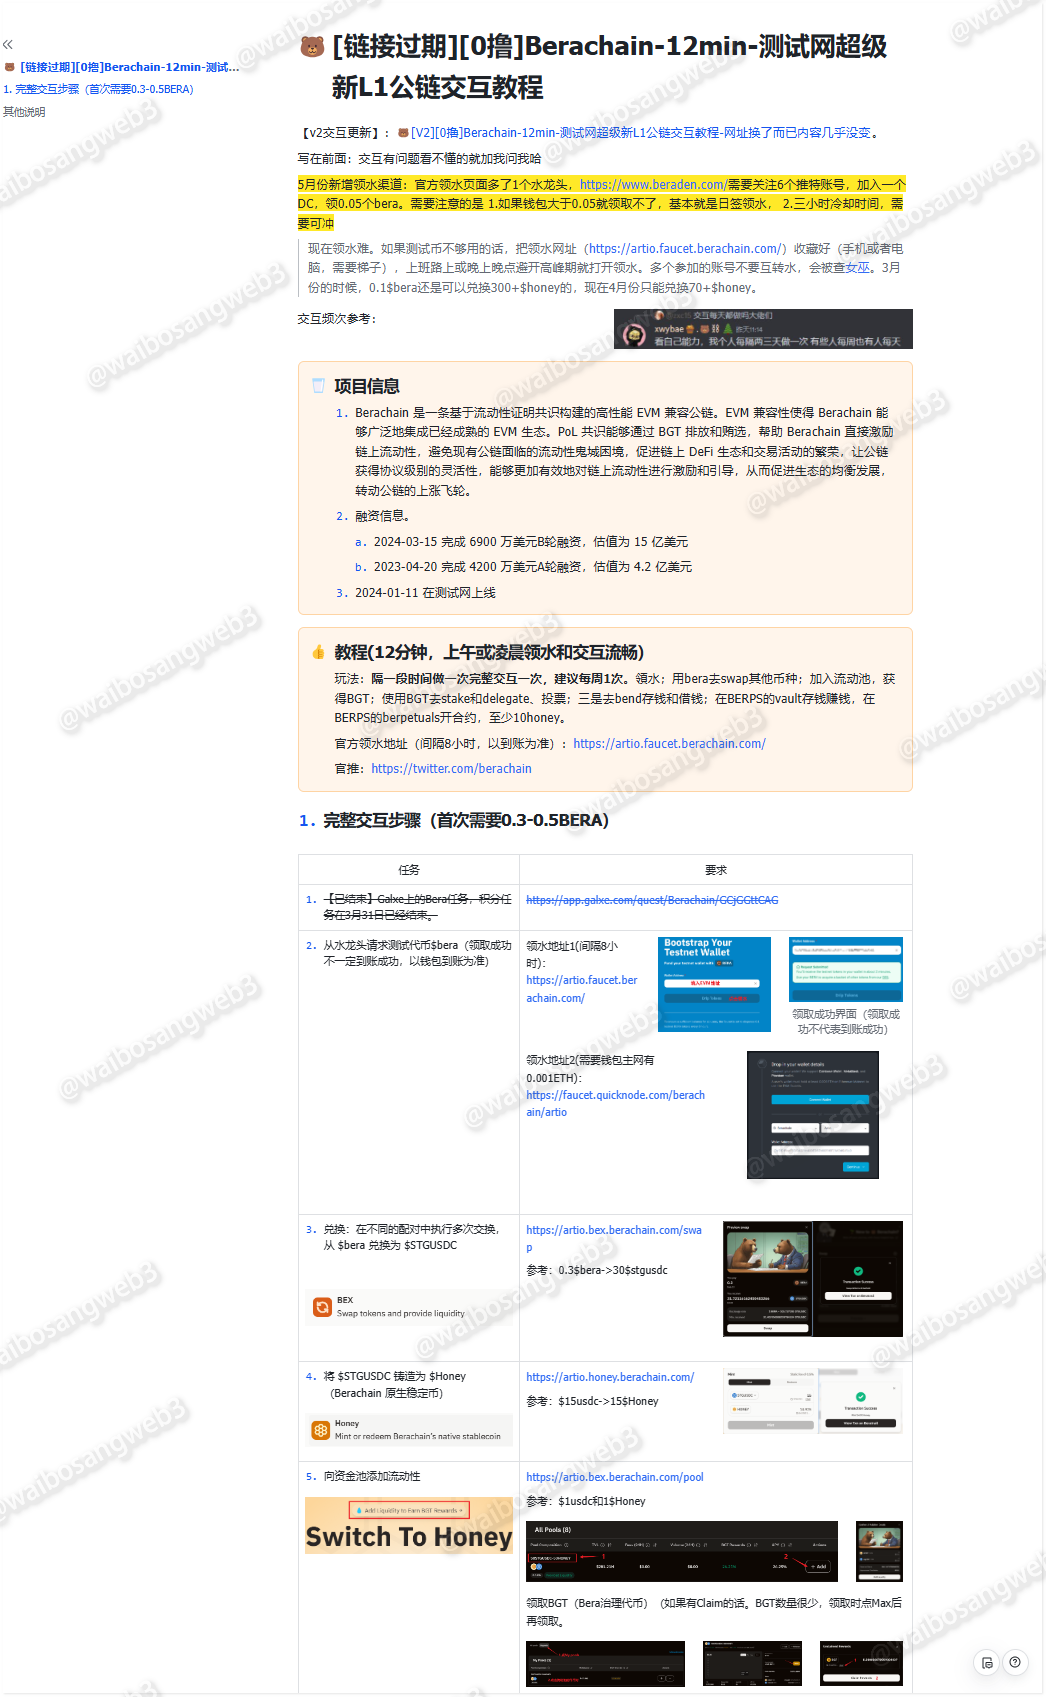 [链接过期][0撸]Berachain-12min-测试网超级
新L1公链交互教程
[链接过期][0撸]Berachain-12min-测试...
1. 完整交互步骤（首次需要0.3-0.5BERA）
其他说明
【v2交互更新】：[V2][0撸]Berachain-12min-测试网超级新L1公链交互教程-网址换了而已内容几乎没变。
写在前面：交互有问题看不懂的就加我问我哈
5月份新增领水渠道：官方领水页面多了1个水龙头，https://www.beraden.com/需要关注6个推特账号，加入一个
DC，领0.05个bera。需要注意的是 1.如果钱包大于0.05就领取不了，基本就是日签领水， 2.三小时冷却时间，需
要可冲
现在领水难。如果测试币不够用的话，把领水网址（https://artio.faucet.berachain.com/）收藏好（手机或者电
脑，需要梯子），上班路上或晚上晚点避开高峰期就打开领水。多个参加的账号不要互转水，会被查女巫。3月
份的时候，0.1$bera还是可以兑换300+$honey的，现在4月份只能兑换70+$honey。
交互频次参考：
交互每天都做吗大佬们
xwybae 昨天11:14
看自己能力，我个人每隔两三天做一次 有些人每周也有人每天
项目信息
1. Berachain 是一条基于流动性证明共识构建的高性能 EVM 兼容公链。EVM 兼容性使得 Berachain 能
够广泛地集成已经成熟的 EVM 生态。PoL 共识能够通过 BGT 排放和贿选，帮助 Berachain 直接激励
链上流动性，避免现有公链面临的流动性鬼城困境，促进链上 DeFi 生态和交易活动的繁荣，让公链
获得协议级别的灵活性，能够更加有效地对链上流动性进行激励和引导，从而促进生态的均衡发展，
转动公链的上涨飞轮。
2. 融资信息。
a. 2024-03-15 完成 6900 万美元B轮融资，估值为 15 亿美元
b. 2023-04-20 完成 4200 万美元A轮融资，估值为 4.2 亿美元
3. 2024-01-11 在测试网上线
教程(12分钟，上午或凌晨领水和交互流畅)
玩法：隔一段时间做一次完整交互一次，建议每周1次。領水；用bera去swap其他币种；加入流动池，获
得BGT；使用BGT去stake和delegate、投票；三是去bend存钱和借钱；在BERPS的vault存钱赚钱，在
BERPS的berpetuals开合约，至少10honey。
官方领水地址（间隔8小时，以到账为准）：https://artio.faucet.berachain.com/
官推：https://twitter.com/berachain
1. 完整交互步骤（首次需要0.3-0.5BERA）
任务
要求
1. 【已结束】Galxe上的Bera任务，积分任
务在3月31日已经结束。
https://app.galxe.com/quest/Berachain/GCjGGttCAG
2. 从水龙头请求测试代币$bera（领取成功
不一定到账成功，以钱包到账为准）
领水地址1(间隔8小
时)：
https://artio.faucet.ber
achain.com/
Bootstrap Your
Testnet Wallet
领取成功界面（领取成
功不代表到账成功）
领水地址2(需要钱包主网有
0.001ETH)：
https://faucet.quicknode.com/berach
ain/artio
Drop in your wallet details
3. 兑换：在不同的配对中执行多次交换，
从 $bera 兑换为 $STGUSDC
BEX
Swap tokens and provide liquidity
https://artio.bex.berachain.com/swa
p
参考：0.3$bera->30$stgusdc
Transaction Success
4. 将 $STGUSDC 铸造为 $Honey
（Berachain 原生稳定币）
Honey
Mint or redeem Berachain's native stablecoin
https://artio.honey.berachain.com/
参考：$15usdc->15$Honey
Transaction Success
5. 向资金池添加流动性
Add Liquidity to Earn BGT Rewards
Switch To Honey
https://artio.bex.berachain.com/pool
参考：$1usdc和1$Honey
All Pools (8)
+ Add
领取BGT（Bera治理代币）（如果有Claim的话。BGT数量很少，领取时点Max后
再领取。
@waibosangweb3